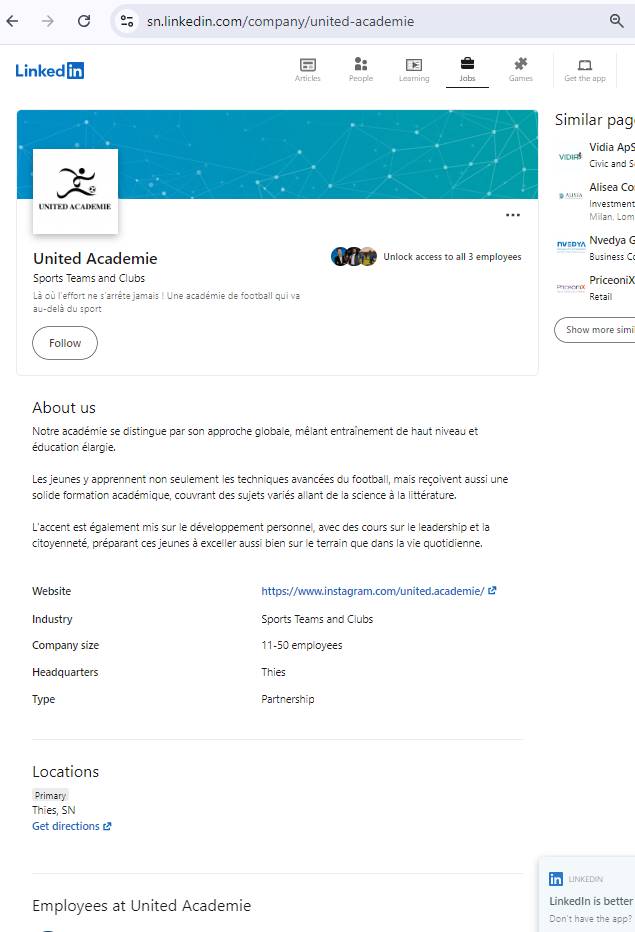 sn.linkedin.com/company/united-academie
Linked in
Articles
People
Learning
Jobs
Games
Get the app
UNITED ACADEMIE
United Academie
Sports Teams and Clubs
Là où l'effort ne s'arrête jamais ! Une académie de football qui va
au-delà du sport
Unlock access to all 3 employees
Follow
About us
Notre académie se distingue par son approche globale, mêlant entraînement de haut niveau et
éducation élargie.
Les jeunes y apprennent non seulement les techniques avancées du football, mais reçoivent aussi une
solide formation académique, couvrant des sujets variés allant de la science à la littérature.
L'accent est également mis sur le développement personnel, avec des cours sur le leadership et la
citoyenneté, préparant ces jeunes à exceller aussi bien sur le terrain que dans la vie quotidienne.
Website https://www.instagram.com/united.academie/
Industry Sports Teams and Clubs
Company size 11-50 employees
Headquarters Thies
Type Partnership
Locations
Primary
Thies, SN
Get directions
Employees at United Academie
Similar pag
Vidia ApS
Civic and S
Alisea Co
Investment
Milan, Lom
NVEDYA
Nvedya G
Business Co
PriceoniX
PriceoniX
Retail
Show more simi
in LINKEDIN
LinkedIn is better
Don't have the app?